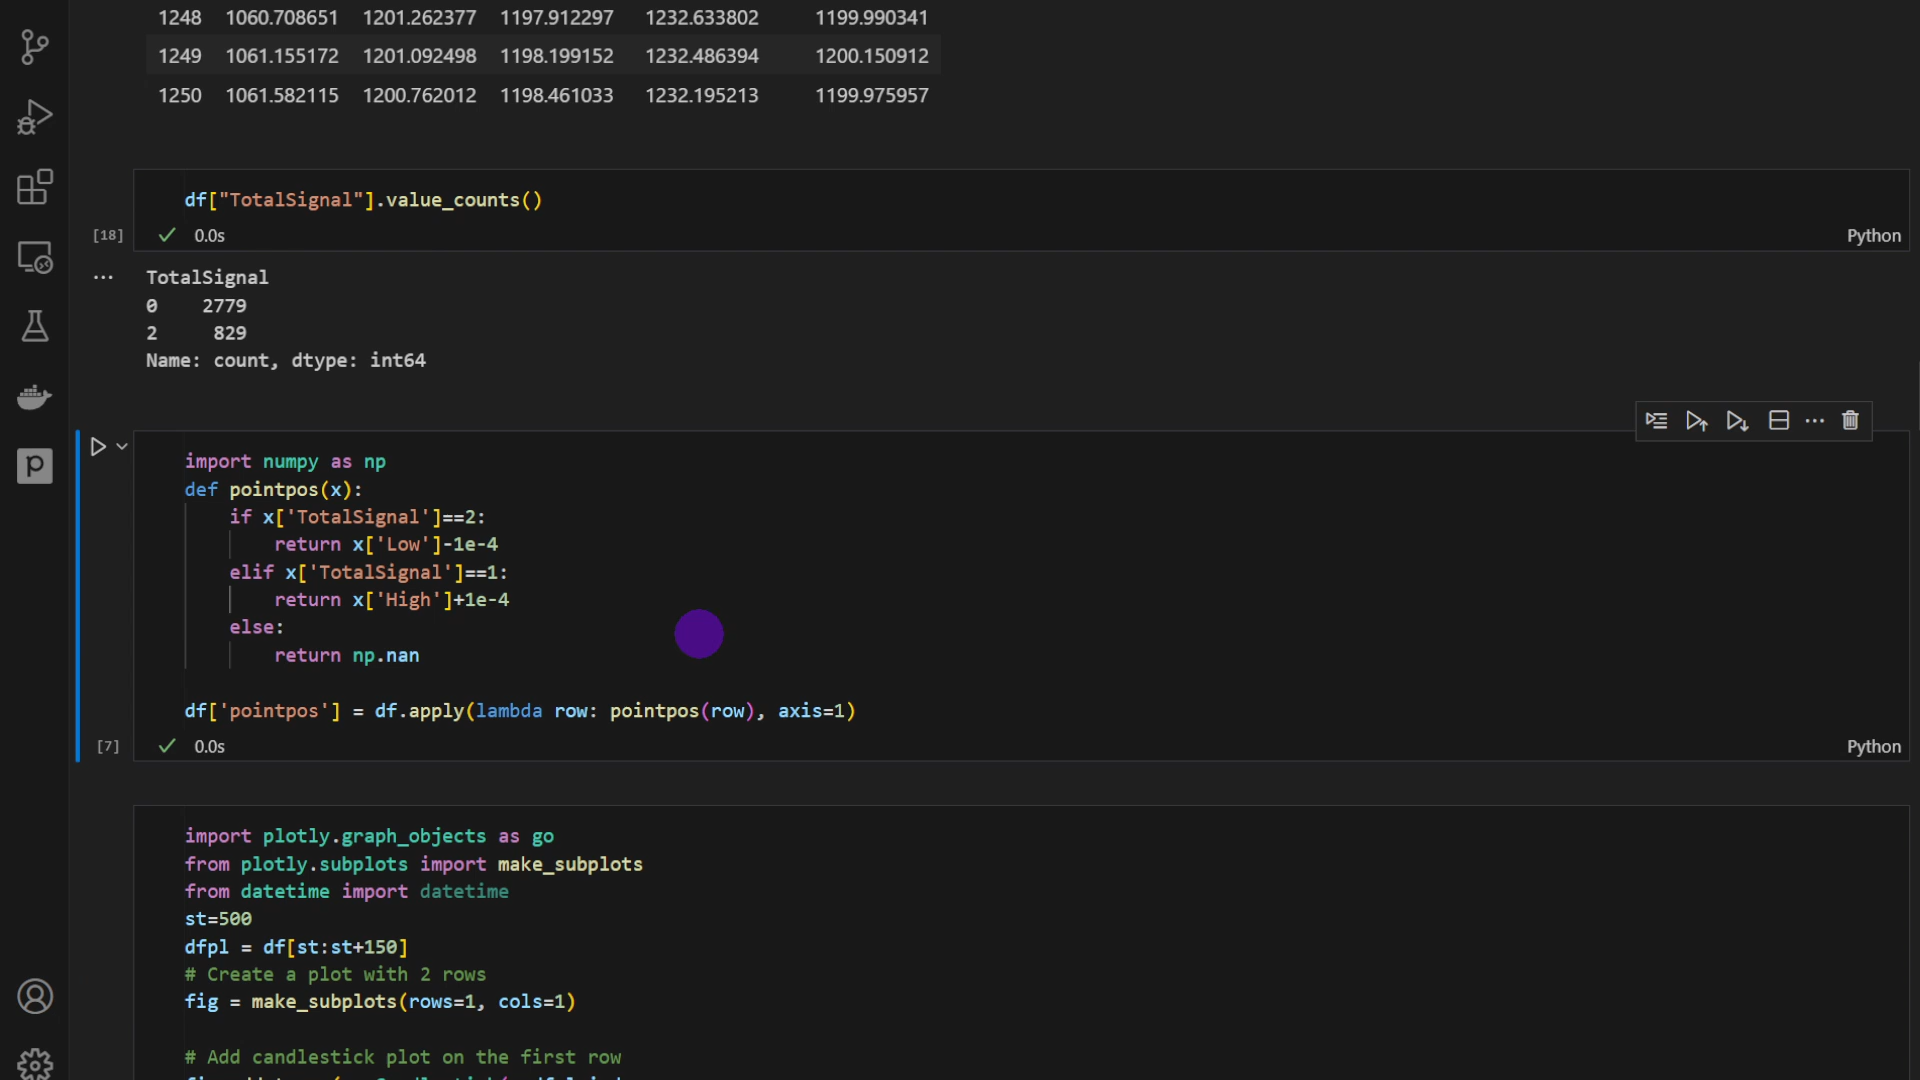 1248 1060.708651 1201.262377 1197.912297 1232.633802 1199.990341
1249 1061.155172 1201.092498 1198.199152 1232.486394 1200.150912
1250 1061.582115 1200.762012 1198.461033 1232.195213 1199.975957
df["TotalSignal"].value_counts()
[18] 0.0s Python
... TotalSignal
0 2779
2 829
Name: count, dtype: int64
import numpy as np
def pointpos(x):
if x['TotalSignal']==2:
return x['Low']-1e-4
elif x['TotalSignal']==1:
return x['High']+1e-4
else:
return np.nan
df['pointpos'] = df.apply(lambda row: pointpos(row), axis=1)
[7] 0.0s Python
import plotly.graph_objects as go
from plotly.subplots import make_subplots
from datetime import datetime
st=500
dfpl = df[st:st+150]
# Create a plot with 2 rows
fig = make_subplots(rows=1, cols=1)
# Add candlestick plot on the first row